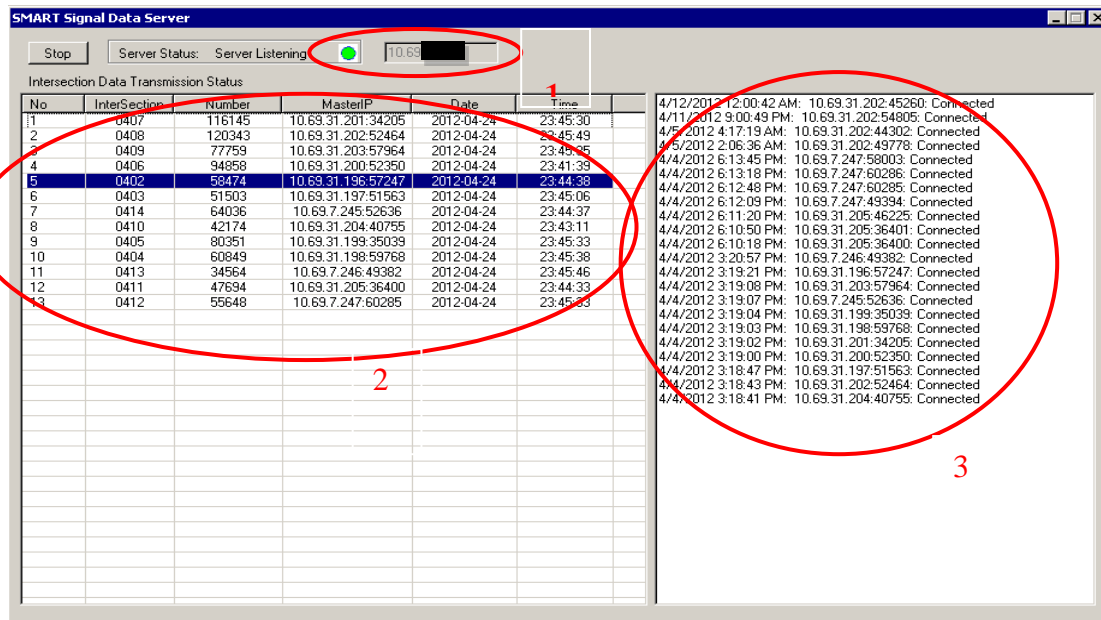 SMART Signal Data Server
Stop Server Status: Server Listening 10.69
Intersection Data Transmission Status
1
No InterSection Number MasterIP Date Time
1 0407 116145 10.69.31.201:34205 2012-04-24 23:45:30
2 0408 120343 10.69.31.202:52464 2012-04-24 23:45:49
3 0409 77759 10.69.31.203:57964 2012-04-24 23:45:35
4 0406 94858 10.69.31.200:52350 2012-04-24 23:41:39
5 0402 58474 10.69.31.196:57247 2012-04-24 23:44:38
6 0403 51503 10.69.31.197:51563 2012-04-24 23:45:06
7 0414 64036 10.69.7.245:52636 2012-04-24 23:44:37
8 0410 42174 10.69.31.204:40755 2012-04-24 23:43:11
9 0405 80351 10.69.31.199:35039 2012-04-24 23:45:33
10 0404 60849 10.69.31.198:59768 2012-04-24 23:45:38
11 0413 34564 10.69.7.246:49382 2012-04-24 23:45:46
12 0411 47694 10.69.31.205:36400 2012-04-24 23:44:33
13 0412 55648 10.69.7.247:60285 2012-04-24 23:45:33
2
4/12/2012 12:00:42 AM: 10.69.31.202:45260: Connected
4/11/2012 9:00:49 PM: 10.69.31.202:54805: Connected
4/5/2012 4:17:19 AM: 10.69.31.202:44302: Connected
4/5/2012 2:06:36 AM: 10.69.31.202:49778: Connected
4/4/2012 6:13:45 PM: 10.69.7.247:58003: Connected
4/4/2012 6:13:18 PM: 10.69.7.247:60286: Connected
4/4/2012 6:12:48 PM: 10.69.7.247:60285: Connected
4/4/2012 6:12:09 PM: 10.69.7.247:49394: Connected
4/4/2012 6:11:20 PM: 10.69.31.205:46225: Connected
4/4/2012 6:10:50 PM: 10.69.31.205:36401: Connected
4/4/2012 6:10:18 PM: 10.69.31.205:36400: Connected
4/4/2012 3:20:57 PM: 10.69.7.246:49382: Connected
4/4/2012 3:19:21 PM: 10.69.31.196:57247: Connected
4/4/2012 3:19:08 PM: 10.69.31.203:57964: Connected
4/4/2012 3:19:07 PM: 10.69.7.245:52636: Connected
4/4/2012 3:19:04 PM: 10.69.31.199:35039: Connected
4/4/2012 3:19:03 PM: 10.69.31.198:59768: Connected
4/4/2012 3:19:02 PM: 10.69.31.201:34205: Connected
4/4/2012 3:19:00 PM: 10.69.31.200:52350: Connected
4/4/2012 3:18:47 PM: 10.69.31.197:51563: Connected
4/4/2012 3:18:43 PM: 10.69.31.202:52464: Connected
4/4/2012 3:18:41 PM: 10.69.31.204:40755: Connected
3